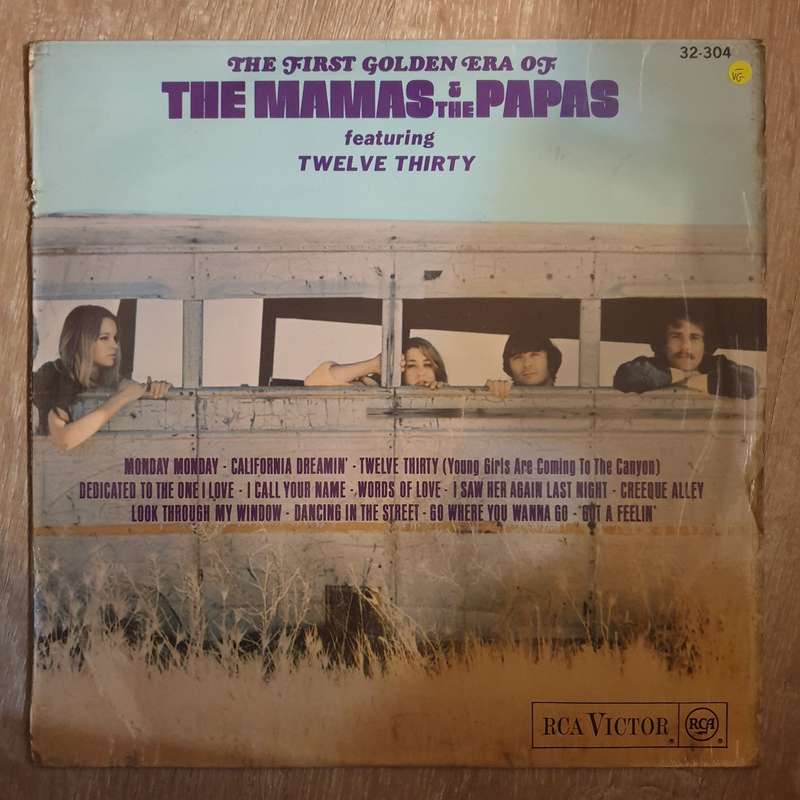 THE FIRST GOLDEN ERA OF
32-304
VG-
THE MAMAS & THE PAPAS
featuring
TWELVE THIRTY
MONDAY MONDAY - CALIFORNIA DREAMIN' - TWELVE THIRTY (Young Girls Are Coming To The Canyon)
DEDICATED TO THE ONE I LOVE - I CALL YOUR NAME - WORDS OF LOVE - I SAW HER AGAIN LAST NIGHT - CREEQUE ALLEY
LOOK THROUGH MY WINDOW - DANCING IN THE STREET - GO WHERE YOU WANNA GO - GOT A FEELIN'
RCA VICTOR RCA